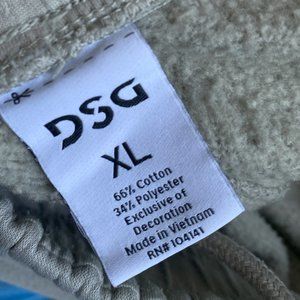 DSG
XL
66% Cotton
34% Polyester
Exclusive of
Decoration
Made in Vietnam
RN# 104141